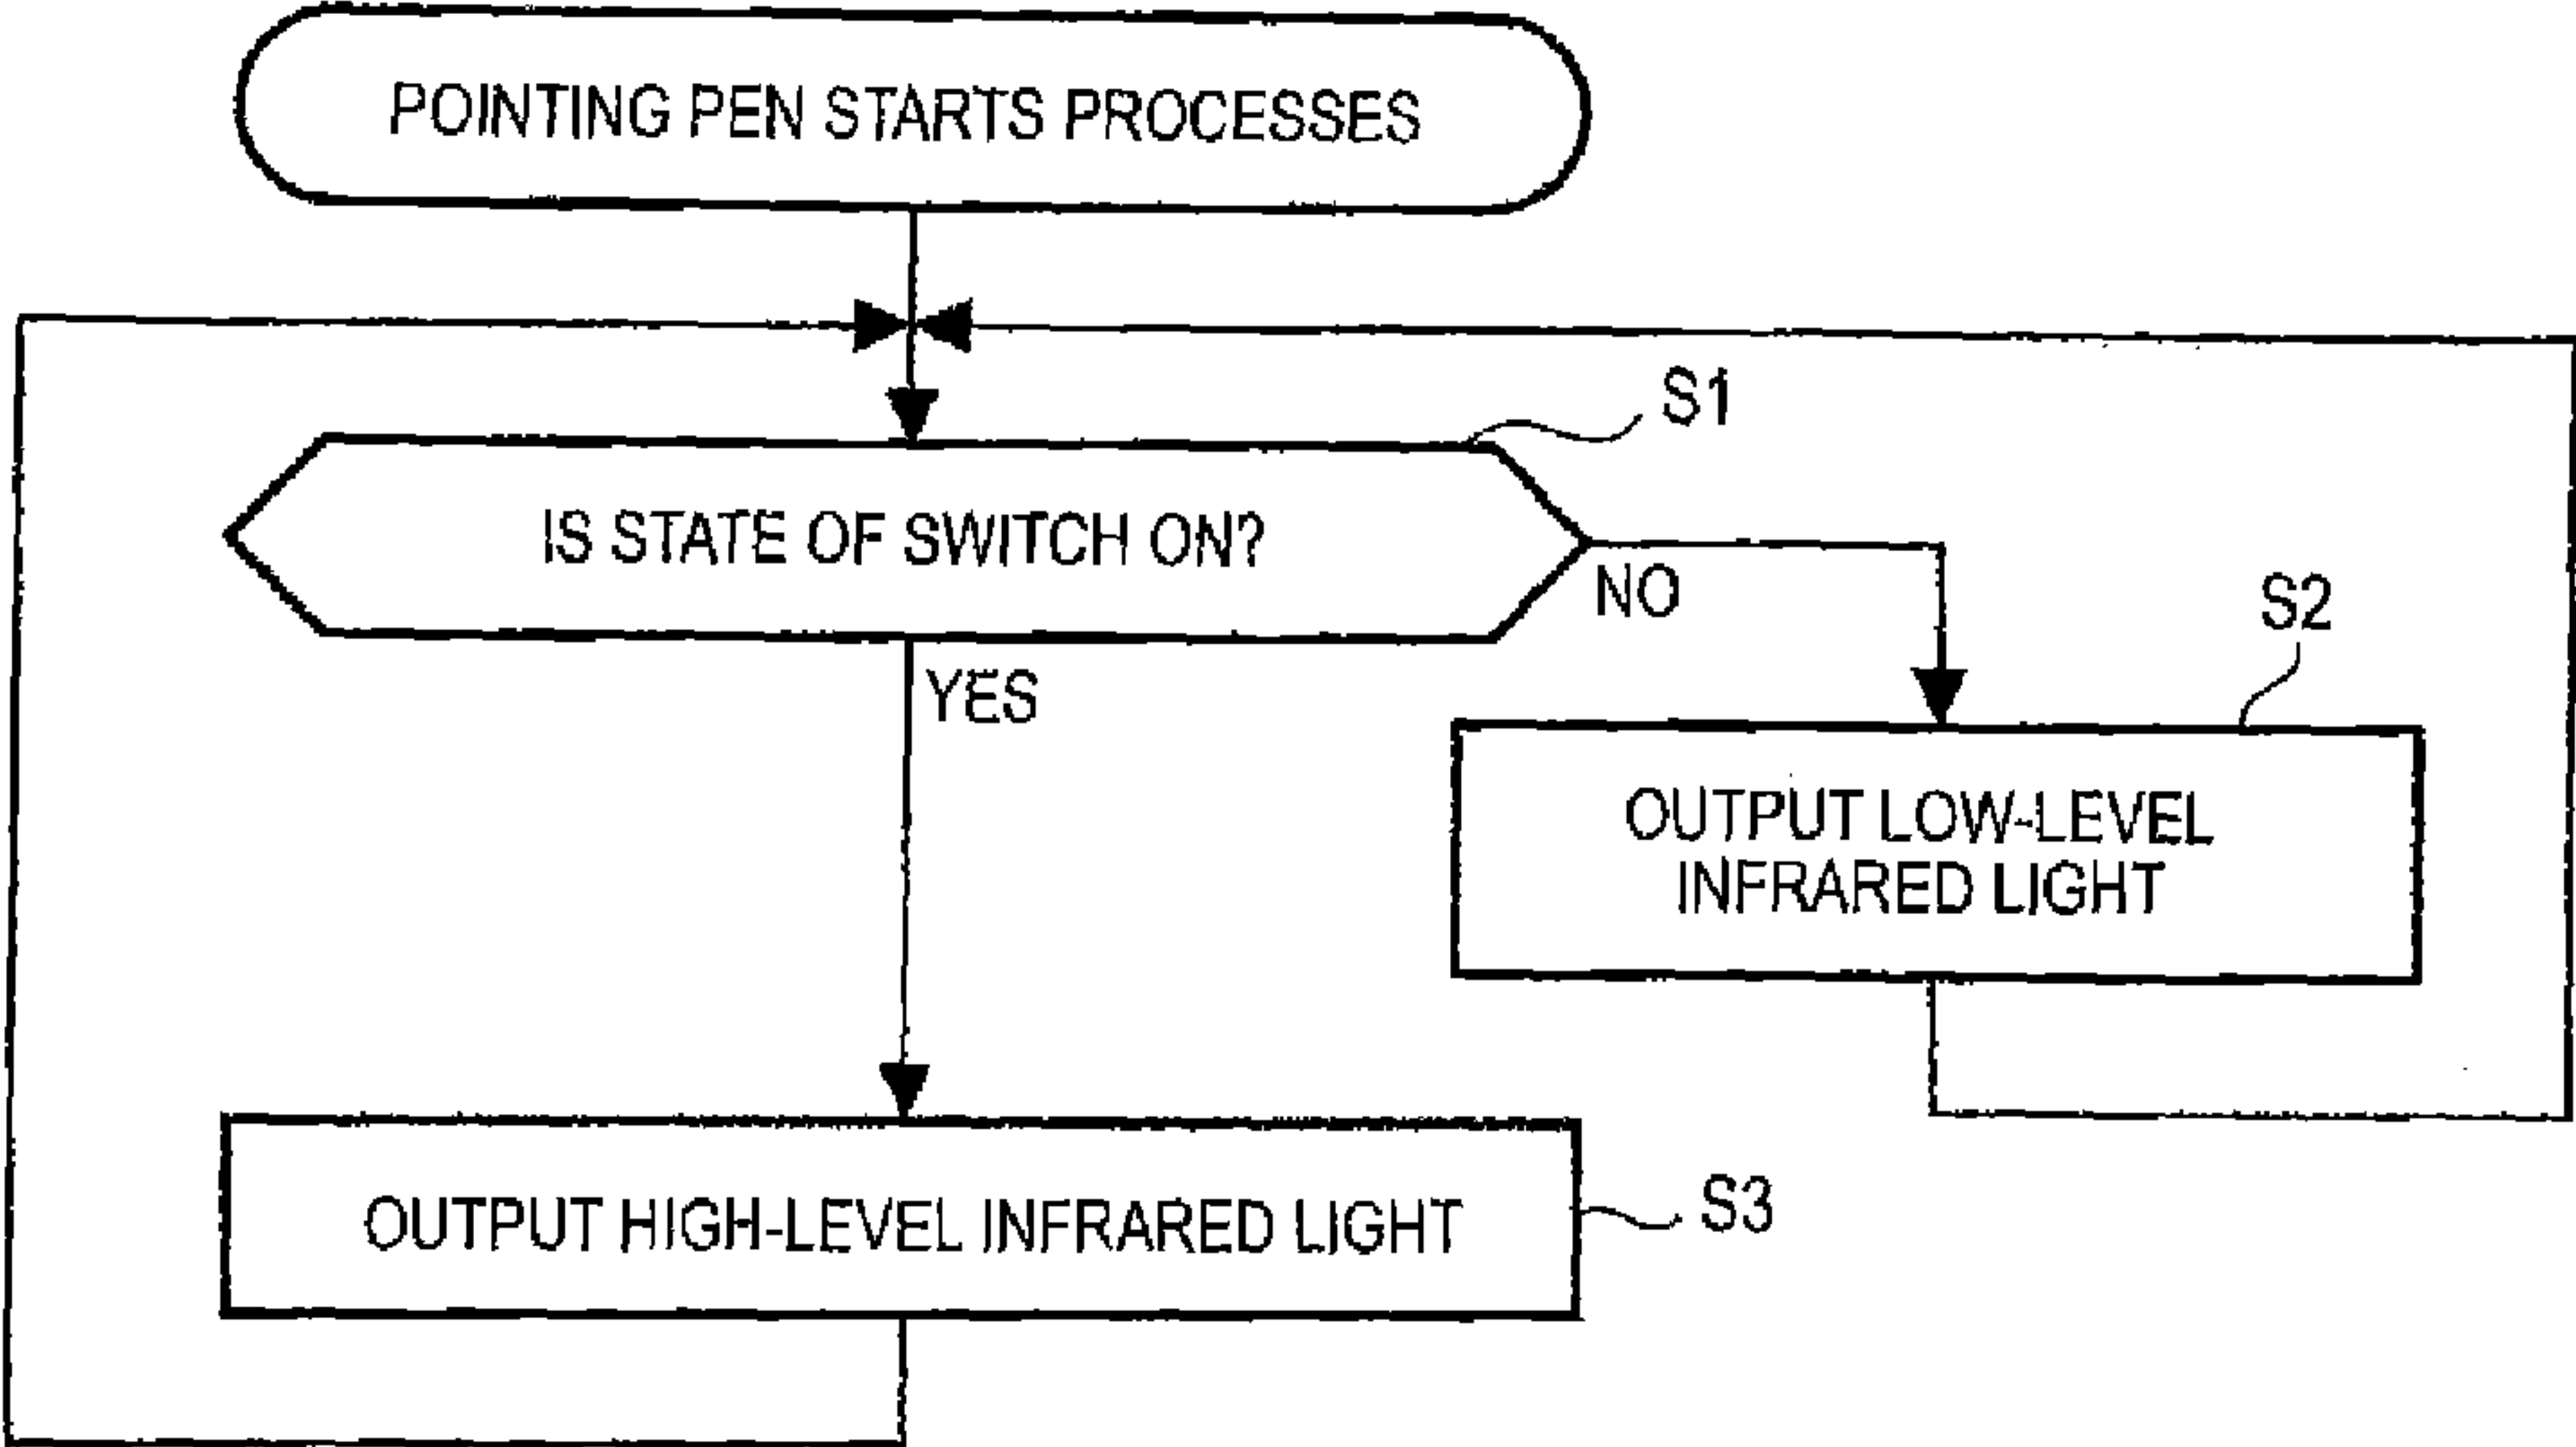 POINTING PEN STARTS PROCESSES
S1
IS STATE OF SWITCH ON?
NO
S2
YES
OUTPUT LOW-LEVEL
INFRARED LIGHT
OUTPUT HIGH-LEVEL INFRARED LIGHT
S3